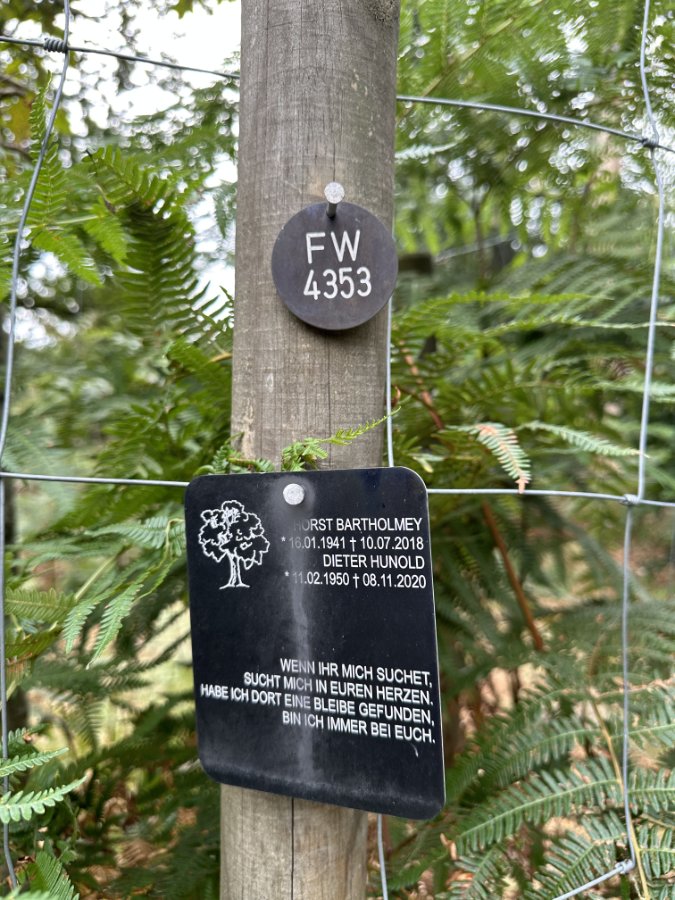 FW
4353
HORST BARTHOLMEY
* 16.01.1941 † 10.07.2018
DIETER HUNOLD
* 11.02.1950 † 08.11.2020
WENN IHR MICH SUCHET,
SUCHT MICH IN EUREN HERZEN.
HABE ICH DORT EINE BLEIBE GEFUNDEN,
BIN ICH IMMER BEI EUCH.